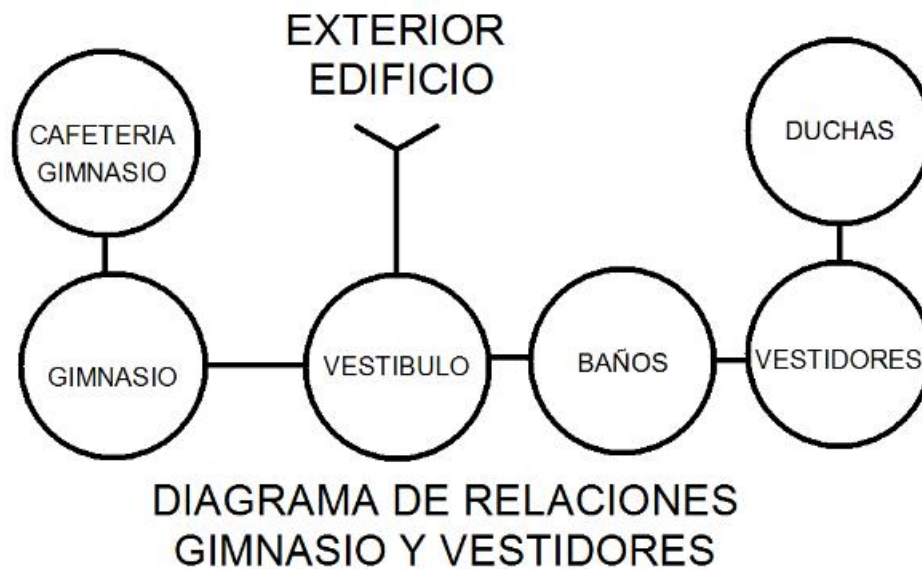 EXTERIOR
EDIFICIO
CAFETERIA
GIMNASIO
DUCHAS
GIMNASIO
VESTIBULO
BAÑOS
VESTIDORES
DIAGRAMA DE RELACIONES
GIMNASIO Y VESTIDORES